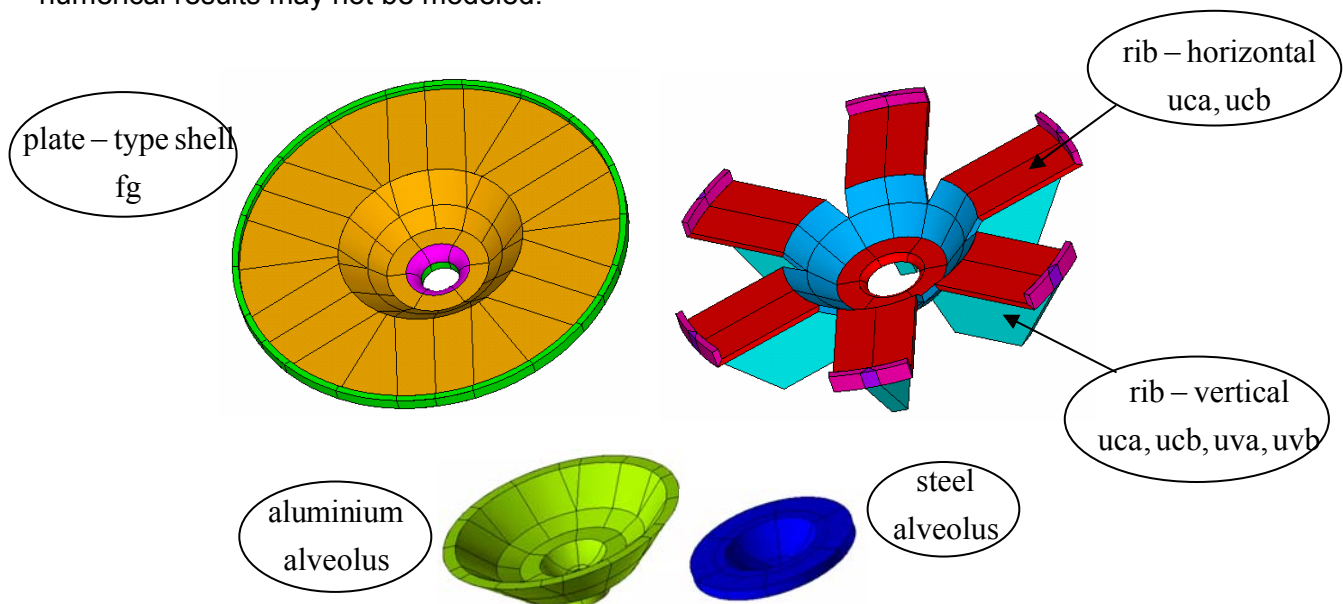 numerical results may not be modeled.
rib – horizontal
uca, ucb
plate – type shell
fg
rib – vertical
uca, ucb, uva, uvb
aluminium
alveolus
steel
alveolus